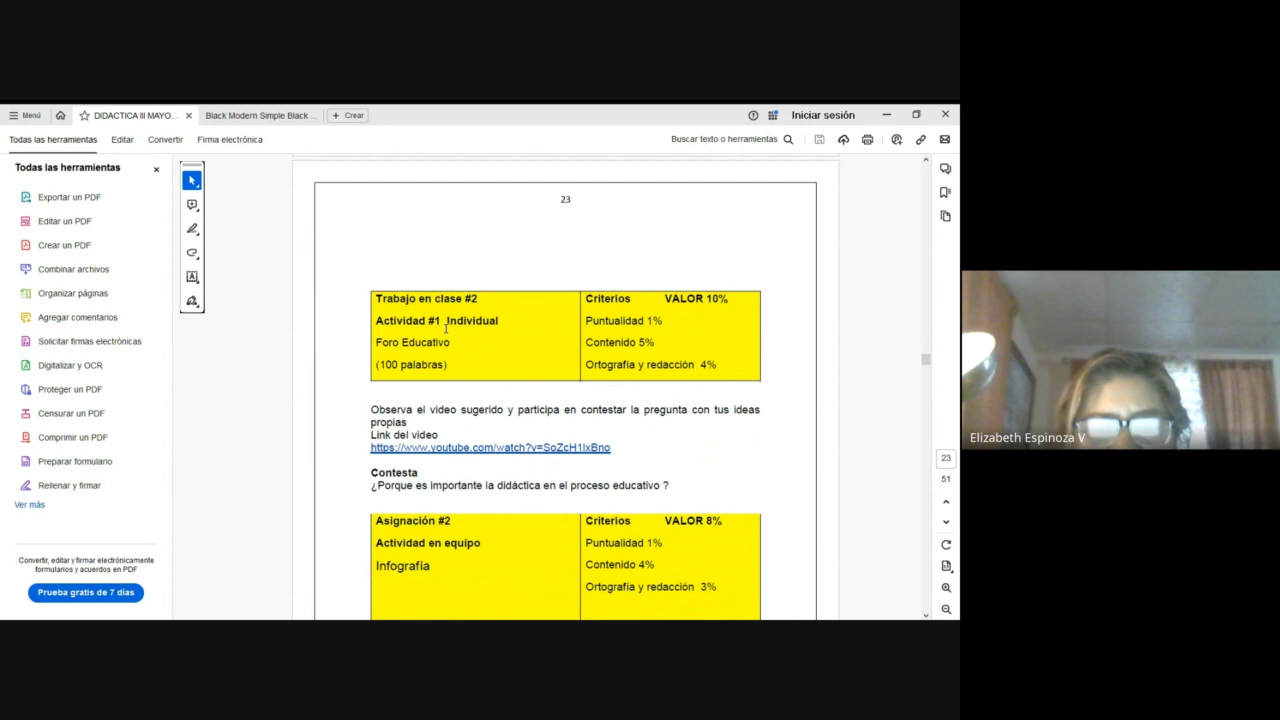 Menú
DIDACTICA III MAYO...
Black Modern Simple Black ...
+ Crear
Iniciar sesión
Todas las herramientas
Editar
Convertir
Firma electrónica
Buscar texto o herramientas
Todas las herramientas
Exportar un PDF
Editar un PDF
Crear un PDF
Combinar archivos
Organizar páginas
Agregar comentarios
Solicitar firmas electrónicas
Digitalizar y OCR
Proteger un PDF
Censurar un PDF
Comprimir un PDF
Preparar formulario
Rellenar y firmar
Ver más
Convertir, editar y firmar electrónicamente
formularios y acuerdos en PDF
Prueba gratis de 7 días
23
Trabajo en clase #2
Actividad #1 Individual
Foro Educativo
(100 palabras)
Criterios VALOR 10%
Puntualidad 1%
Contenido 5%
Ortografía y redacción 4%
Observa el video sugerido y participa en contestar la pregunta con tus ideas
propias
Link del video
https://www.youtube.com/watch?v=SoZcH1lxBno
Contesta
¿Porque es importante la didáctica en el proceso educativo ?
Asignación #2
Actividad en equipo
Infografía
Criterios VALOR 8%
Puntualidad 1%
Contenido 4%
Ortografía y redacción 3%
23
51
Elizabeth Espinoza V